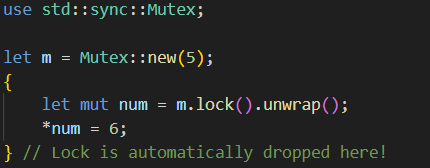 use std::sync::Mutex;
let m = Mutex::new(5);
{
    let mut num = m.lock().unwrap();
    *num = 6;
} // Lock is automatically dropped here!